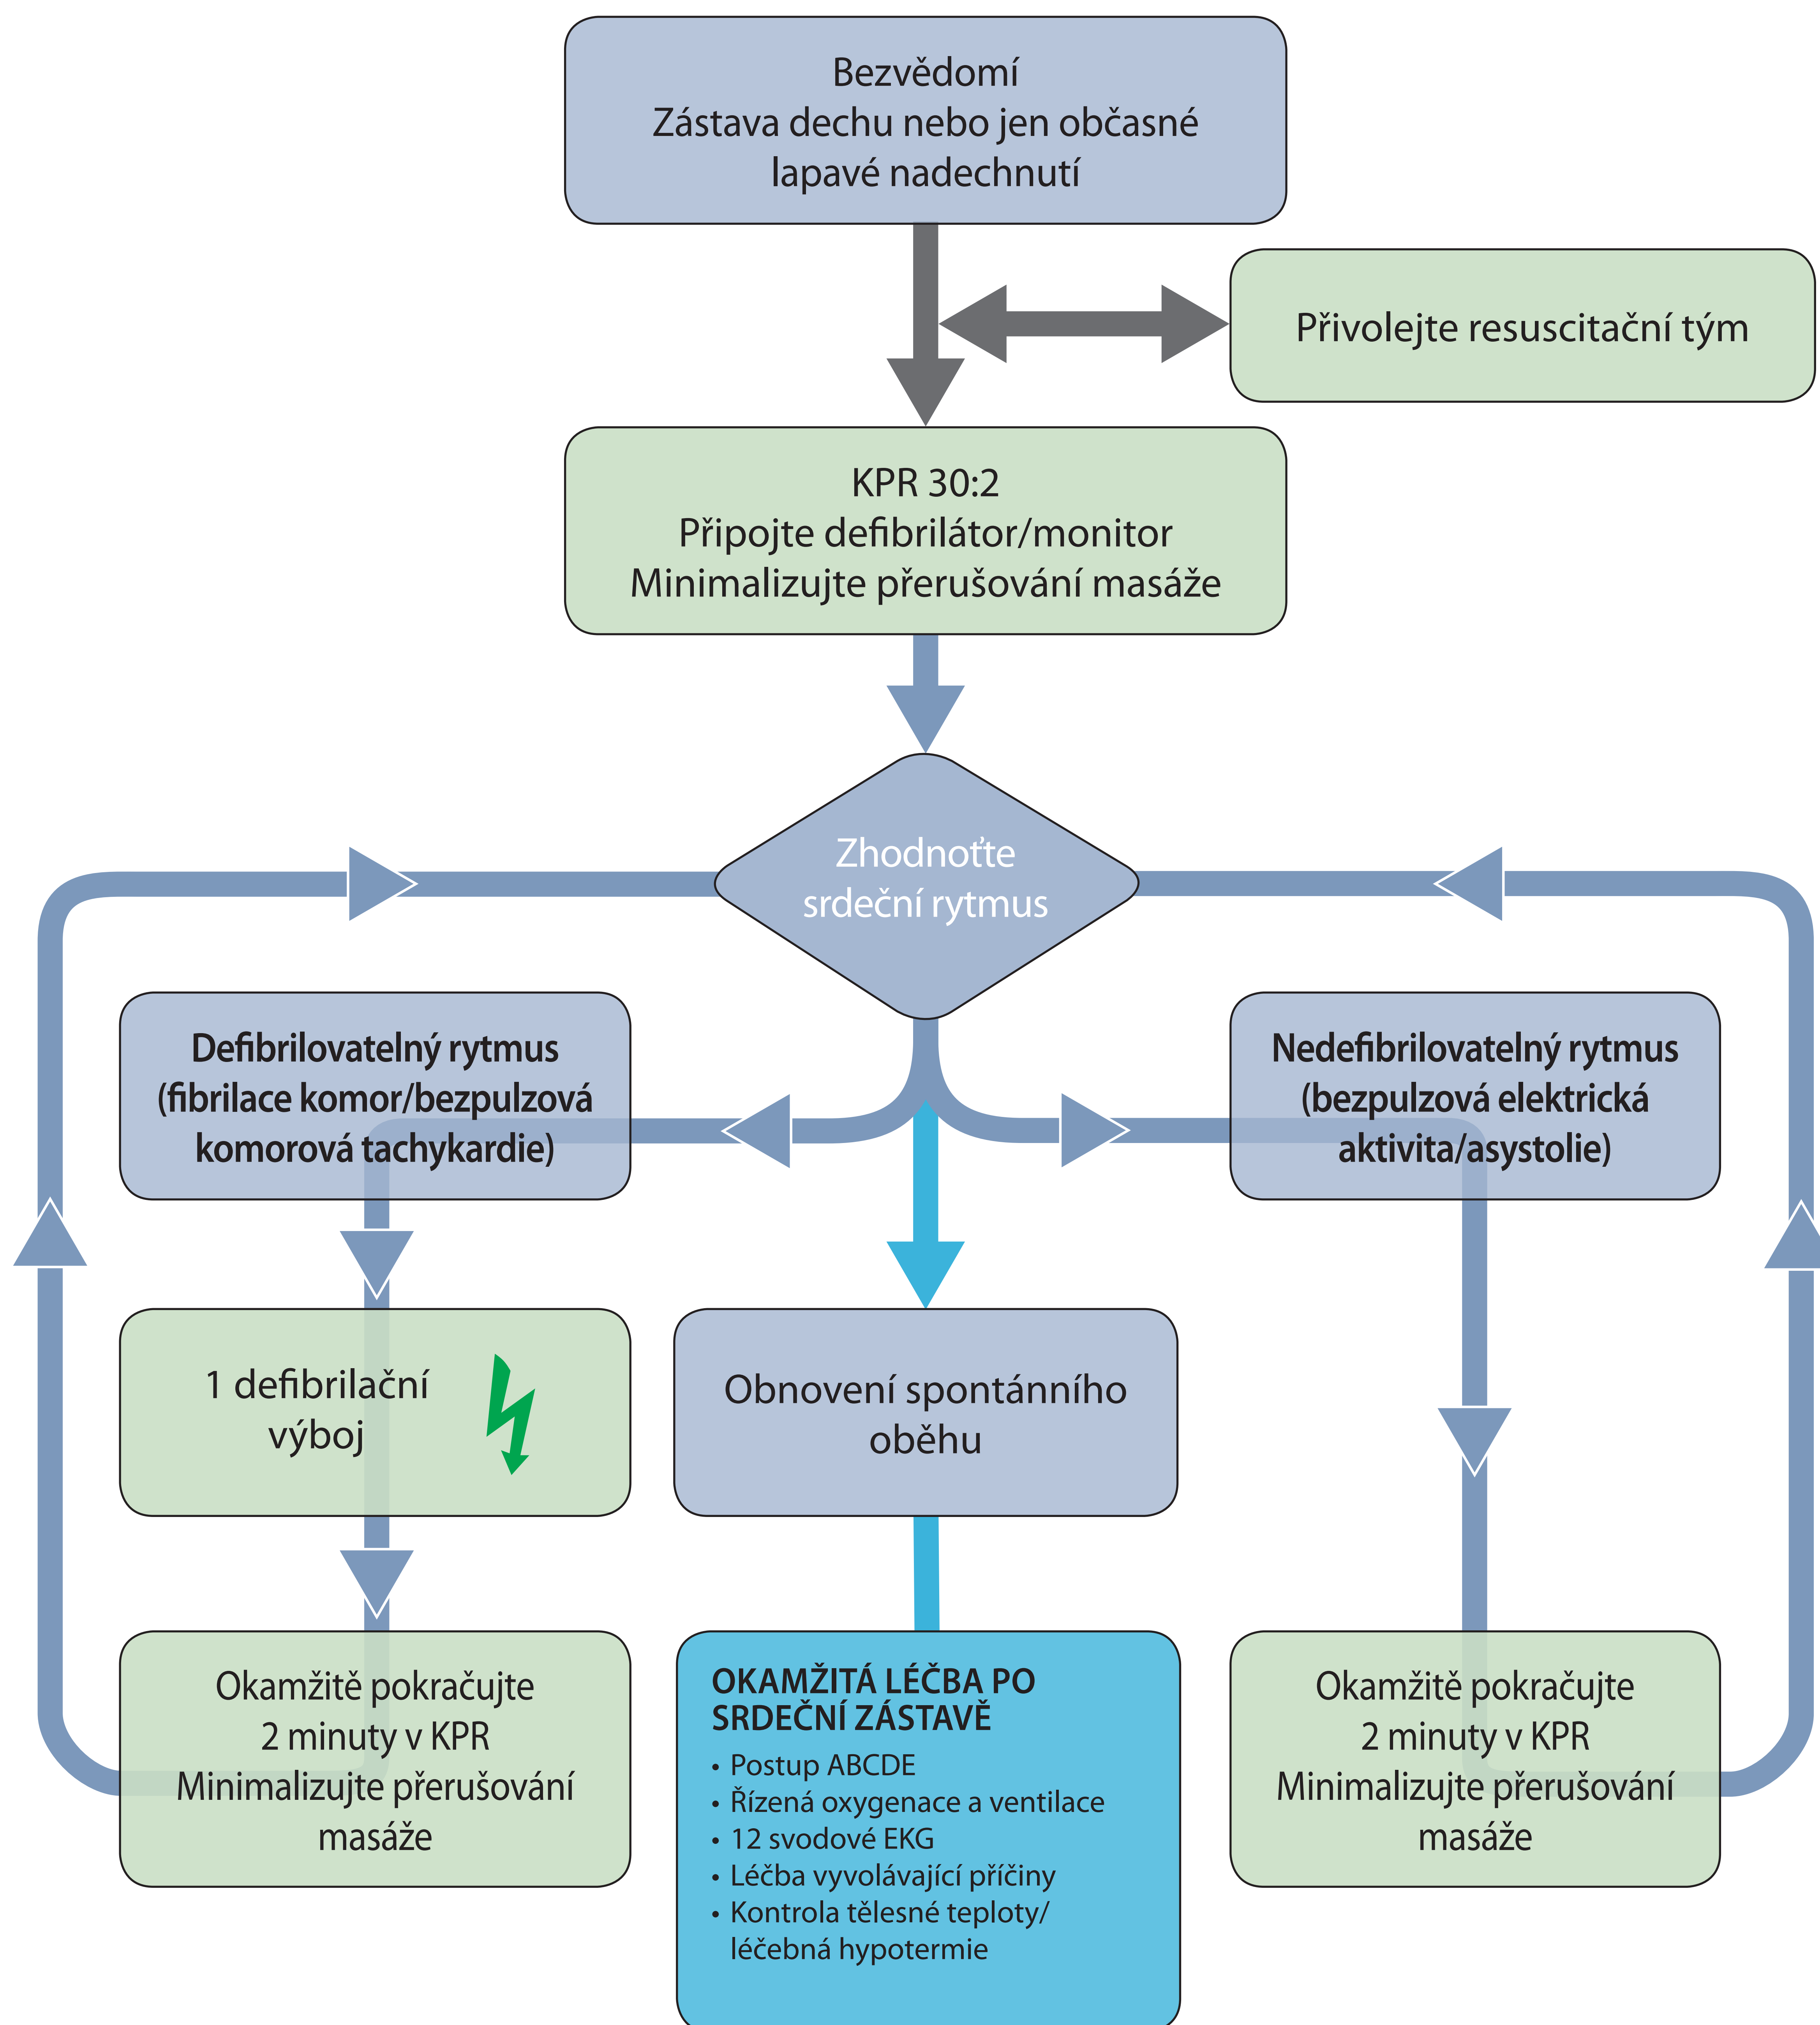 Bezvědomí
Zástava dechu nebo jen občasné
lapavé nadechnutí
Přivolejte resuscitační tým
KPR 30:2
Připojte defibrilátor/monitor
Minimalizujte přerušování masáže
Zhodnoťte
srdeční rytmus
Defibrilovatelný rytmus
(fibrilace komor/bezpulzová
komorová tachykardie)
Nedefibrilovatelný rytmus
(bezpulzová elektrická
aktivita/asystolie)
1 defibrilační
výboj
Obnovení spontánního
oběhu
Okamžitě pokračujte
2 minuty v KPR
Minimalizujte přerušování
masáže
OKAMŽITÁ LÉČBA PO
SRDEČNÍ ZÁSTAVĚ
• Postup ABCDE
• Řízená oxygenace a ventilace
• 12 svodové EKG
• Léčba vyvolávající příčiny
• Kontrola tělesné teploty/
léčebná hypotermie
Okamžitě pokračujte
2 minuty v KPR
Minimalizujte přerušování
masáže